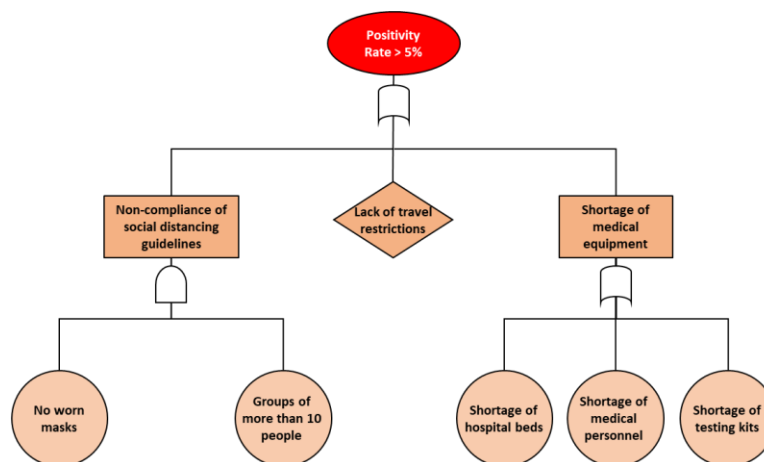 Positivity
Rate > 5%
Non-compliance of
social distancing
guidelines
Lack of travel
restrictions
Shortage of
medical
equipment
No worn
masks
Groups of
more than 10
people
Shortage of
hospital beds
Shortage of
medical
personnel
Shortage of
testing kits